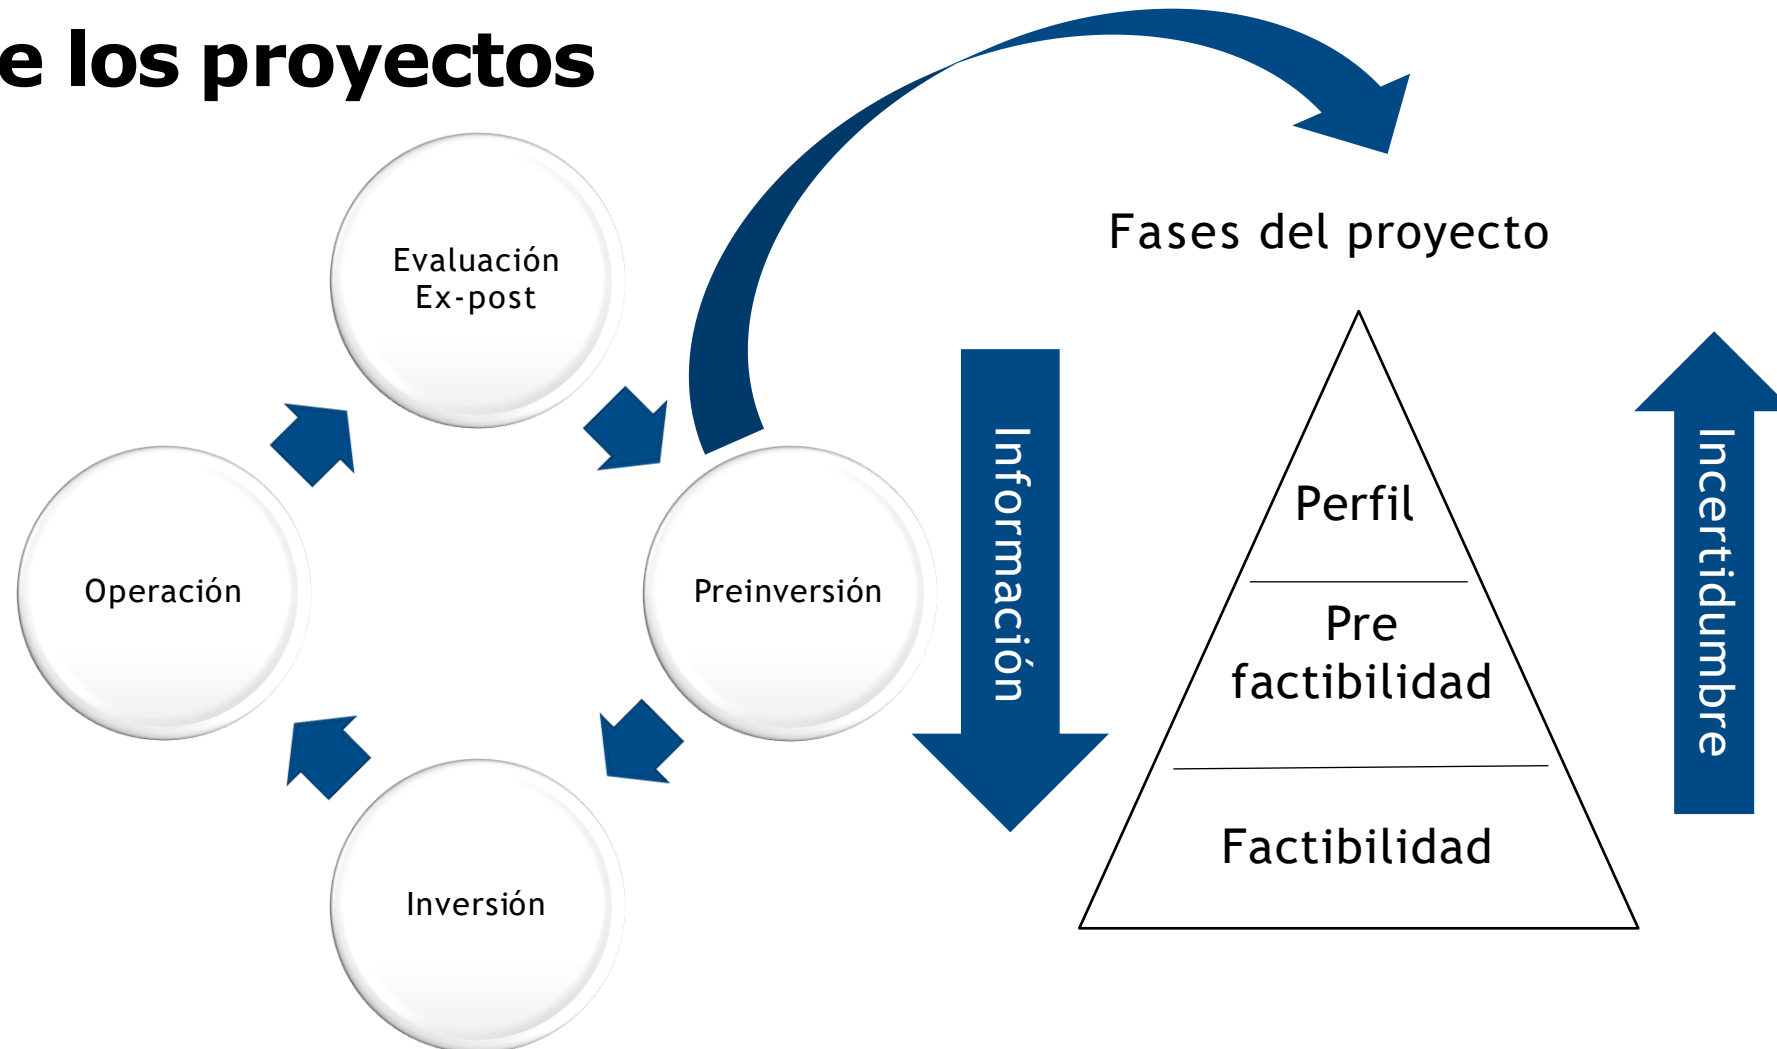 e los proyectos
Evaluación
Ex-post
Operación
Preinversión
Inversión
Fases del proyecto
Información
Perfil
Pre
factibilidad
Factibilidad
Incertidumbre